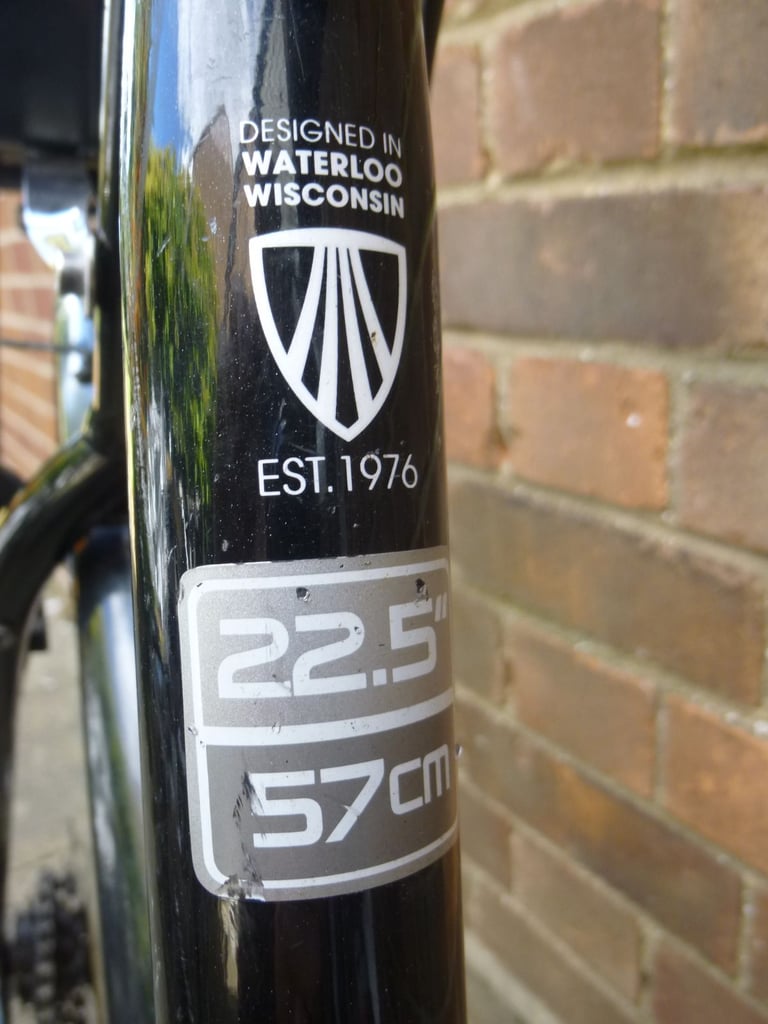 DESIGNED IN
WATERLOO
WISCONSIN
EST.1976
22.5"
57cm